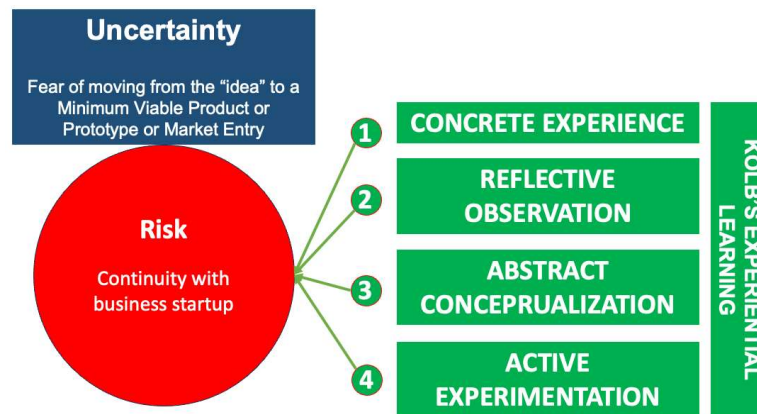 Uncertainty
Fear of moving from the “idea” to a
Minimum Viable Product or
Prototype or Market Entry
Risk
Continuity with
business startup
1
CONCRETE EXPERIENCE
2
REFLECTIVE
OBSERVATION
3
ABSTRACT
CONCEPRUALIZATION
4
ACTIVE
EXPERIMENTATION
KOLB’S EXPERIENTIAL
LEARNING